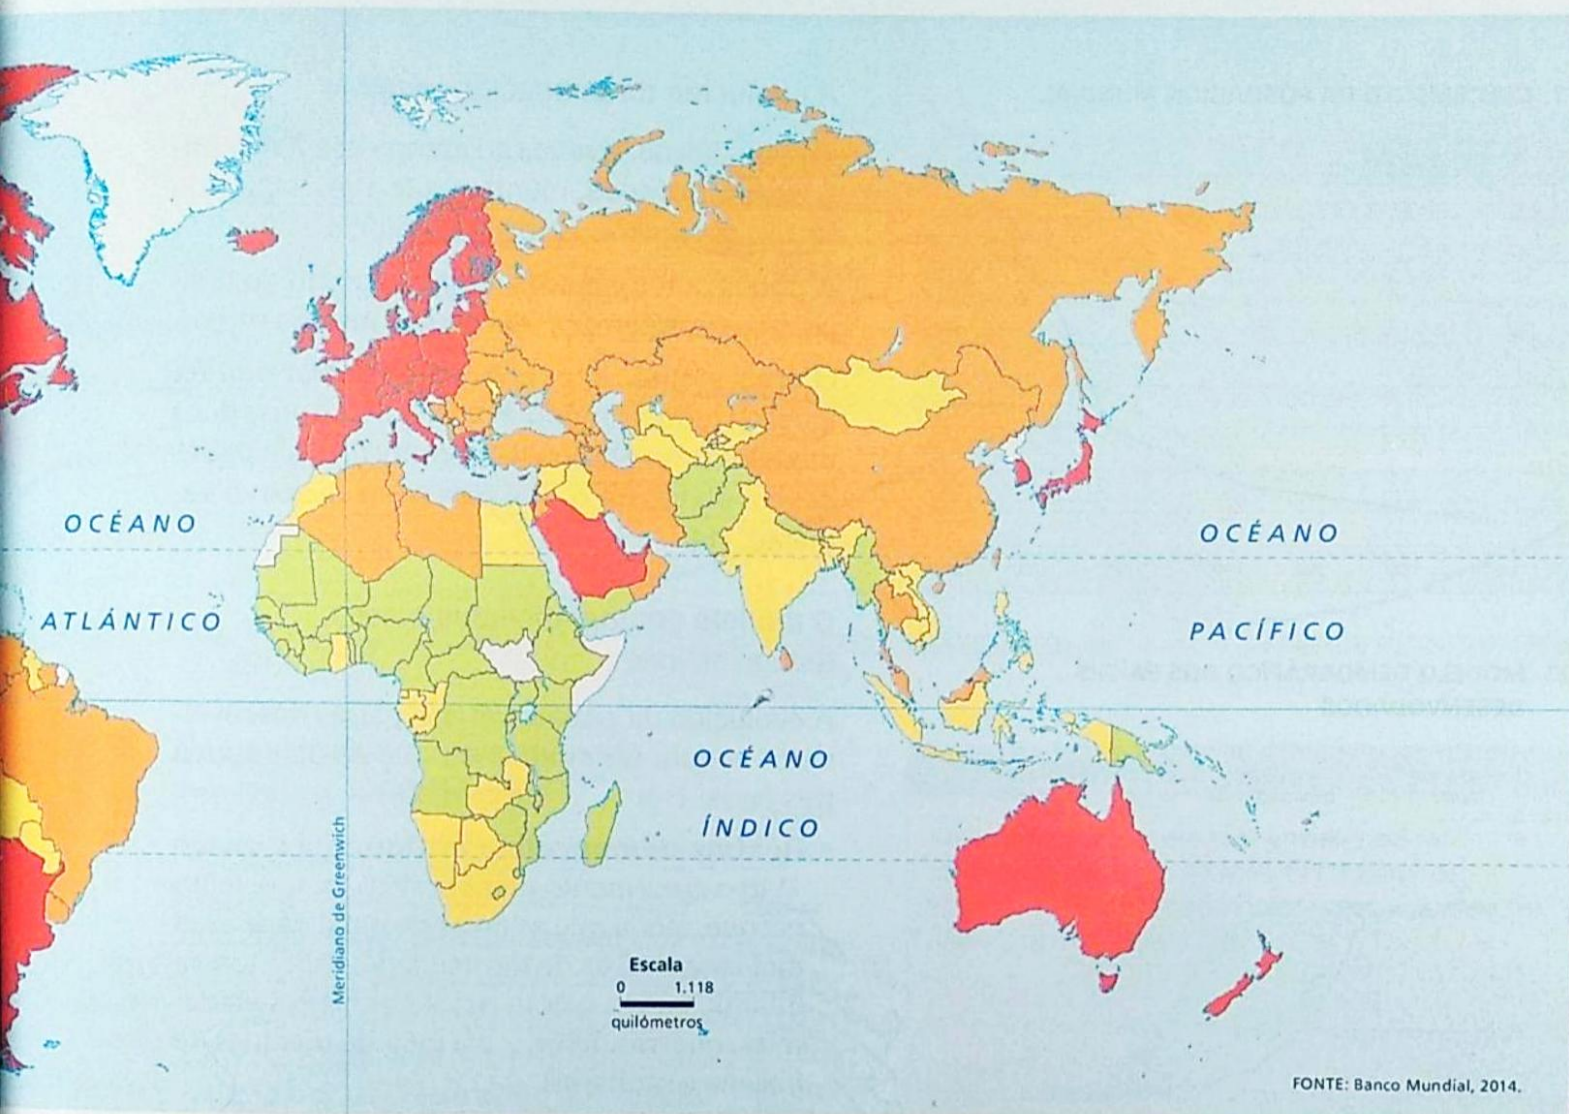 OCÉANO
ATLÁNTICO
OCÉANO
PACÍFICO
OCÉANO
ÍNDICO
Meridiano de Greenwich
Escala
0 1.118
quilómetros
FONTE: Banco Mundial, 2014.